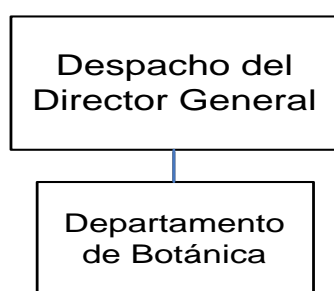 Despacho del
Director General
Departamento
de Botánica